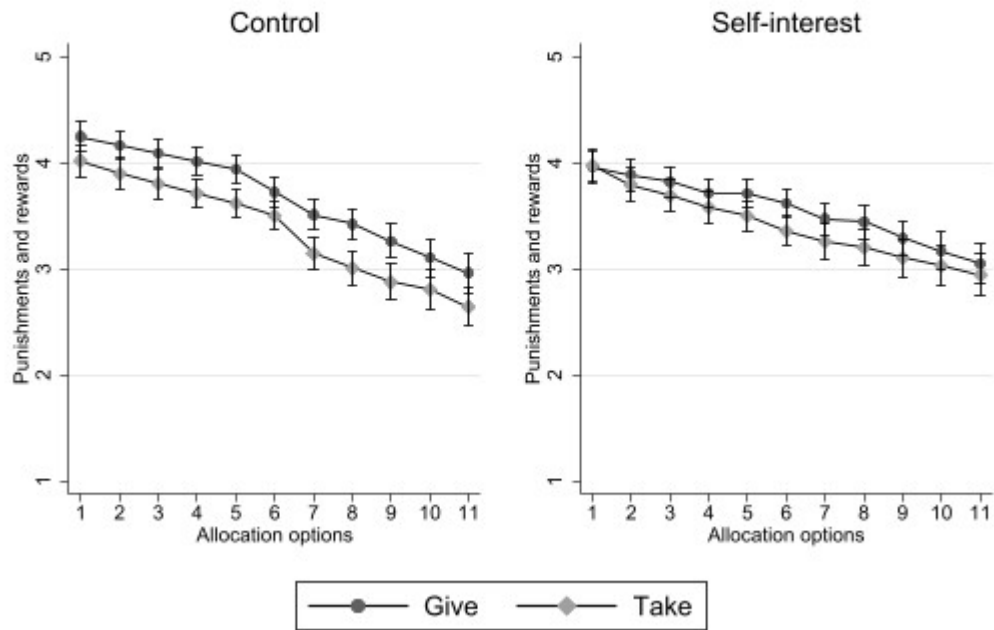 Control
Punishments and rewards
5
4
3
2
1
1 2 3 4 5 6 7 8 9 10 11
Allocation options
Self-interest
Punishments and rewards
5
4
3
2
1
1 2 3 4 5 6 7 8 9 10 11
Allocation options
Give Take